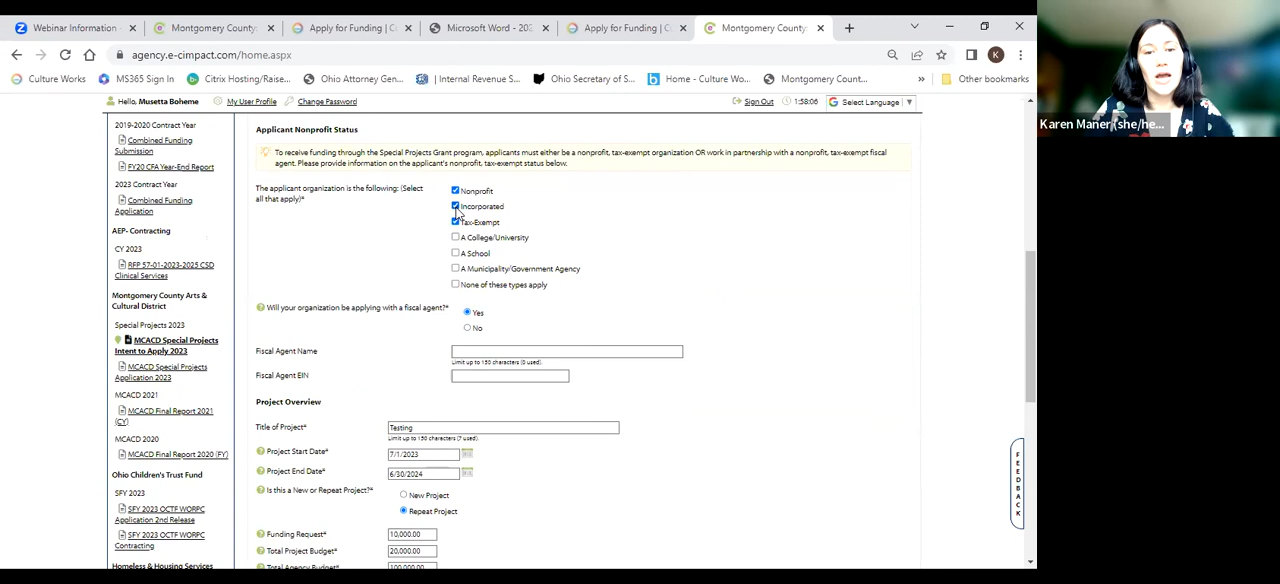 Webinar Information -
Montgomery County:
Apply for Funding | C
Microsoft Word - 202
Apply for Funding | C
Montgomery County:
agency.e-cimpact.com/home.aspx
Culture Works
MS365 Sign In
Citrix Hosting/Raise...
Ohio Attorney Gen...
| Internal Revenue S...
Ohio Secretary of S...
Home - Culture Wo...
Montgomery Count...
»
Other bookmarks
Hello, Musetta Boheme
My User Profile
Change Password
Sign Out
1:58:06
Select Language
2019-2020 Contract Year
Combined Funding
Submission
FY20 CFA Year-End Report
2023 Contract Year
Combined Funding
Application
AEP- Contracting
CY 2023
RFP 57-01-2023-2025 CSD
Clinical Services
Montgomery County Arts &
Cultural District
Special Projects 2023
MCACD Special Projects
Intent to Apply 2023
MCACD Special Projects
Application 2023
MCACD 2021
MCACD Final Report 2021
(CY)
MCACD 2020
MCACD Final Report 2020 (FY)
Ohio Children's Trust Fund
SFY 2023
SFY 2023 OCTF WORPC
Application 2nd Release
SFY 2023 OCTF WORPC
Contracting
Homeless & Housing Services
Applicant Nonprofit Status
To receive funding through the Special Projects Grant program, applicants must either be a nonprofit, tax-exempt organization OR work in partnership with a nonprofit, tax-exempt fiscal
agent. Please provide information on the applicant's nonprofit, tax-exempt status below.
The applicant organization is the following: (Select
all that apply)*
Nonprofit
Incorporated
Tax-Exempt
A College/University
A School
A Municipality/Government Agency
None of these types apply
Will your organization be applying with a fiscal agent?*
Yes
No
Fiscal Agent Name
Limit up to 150 characters (0 used).
Fiscal Agent EIN
Project Overview
Title of Project*
Testing
Limit up to 150 characters (7 used).
Project Start Date*
7/1/2023
Project End Date*
6/30/2024
Is this a New or Repeat Project?*
New Project
Repeat Project
Funding Request*
10,000.00
Total Project Budget*
20,000.00
Total Agency Budget*
100,000.00
FEEDBACK
K
Karen Maner (she/he...